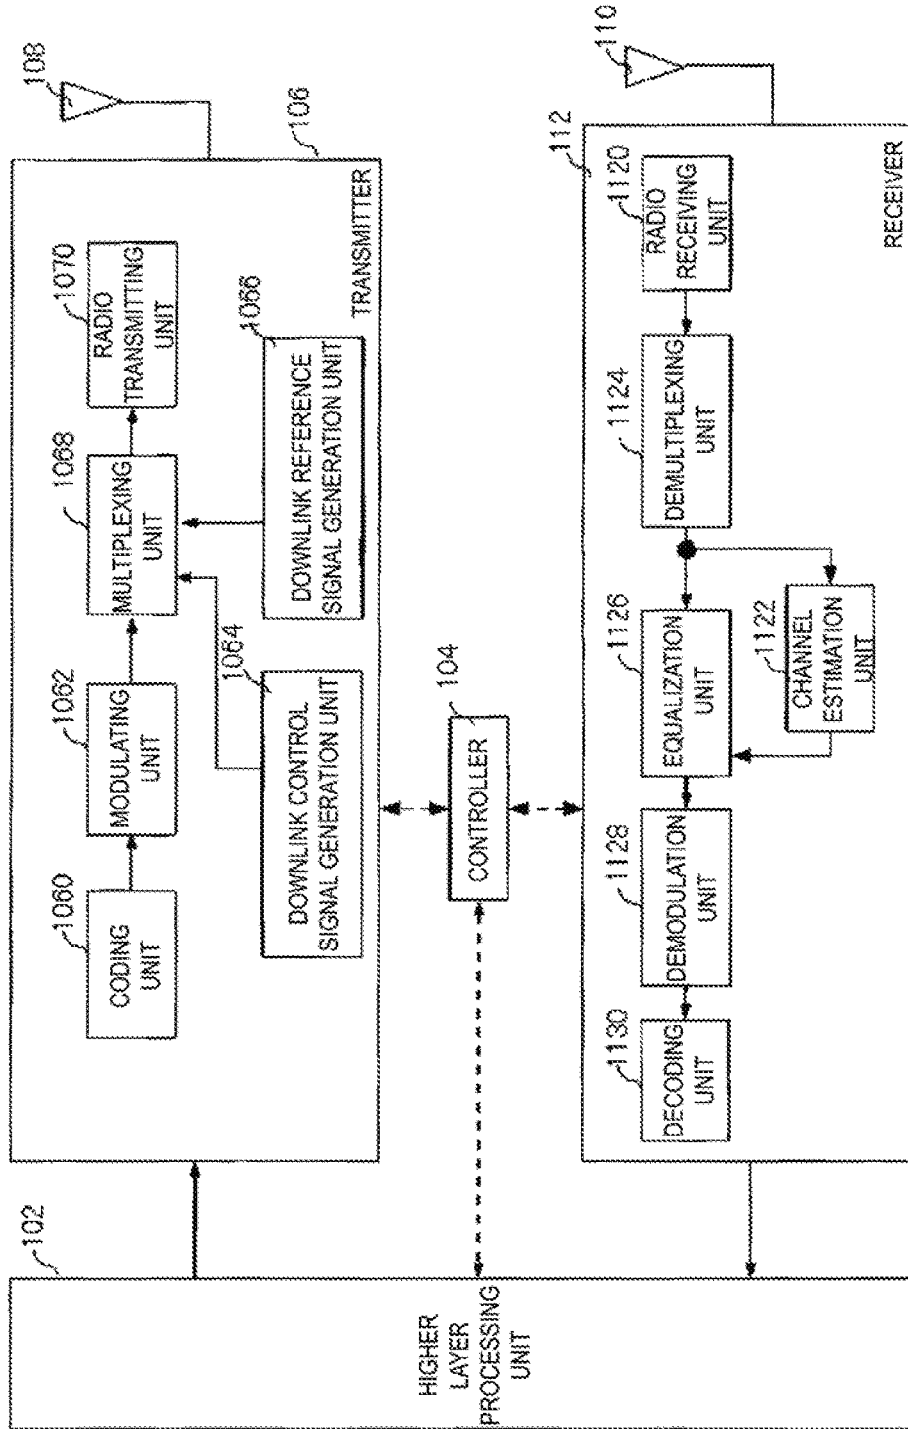 102
HIGHER
LAYER
PROCESSING
UNIT
106
TRANSMITTER
108
1060
CODING
UNIT
1062
MODULATING
UNIT
1068
MULTIPLEXING
UNIT
1070
RADIO
TRANSMITTING
UNIT
1064
DOWNLINK CONTROL
SIGNAL GENERATION UNIT
1066
DOWNLINK REFERENCE
SIGNAL GENERATION UNIT
104
CONTROLLER
110
112
RECEIVER
1130
DECODING
UNIT
1128
DEMODULATION
UNIT
1126
EQUALIZATION
UNIT
1124
DEMULTIPLEXING
UNIT
1120
RADIO
RECEIVING
UNIT
1122
CHANNEL
ESTIMATION
UNIT